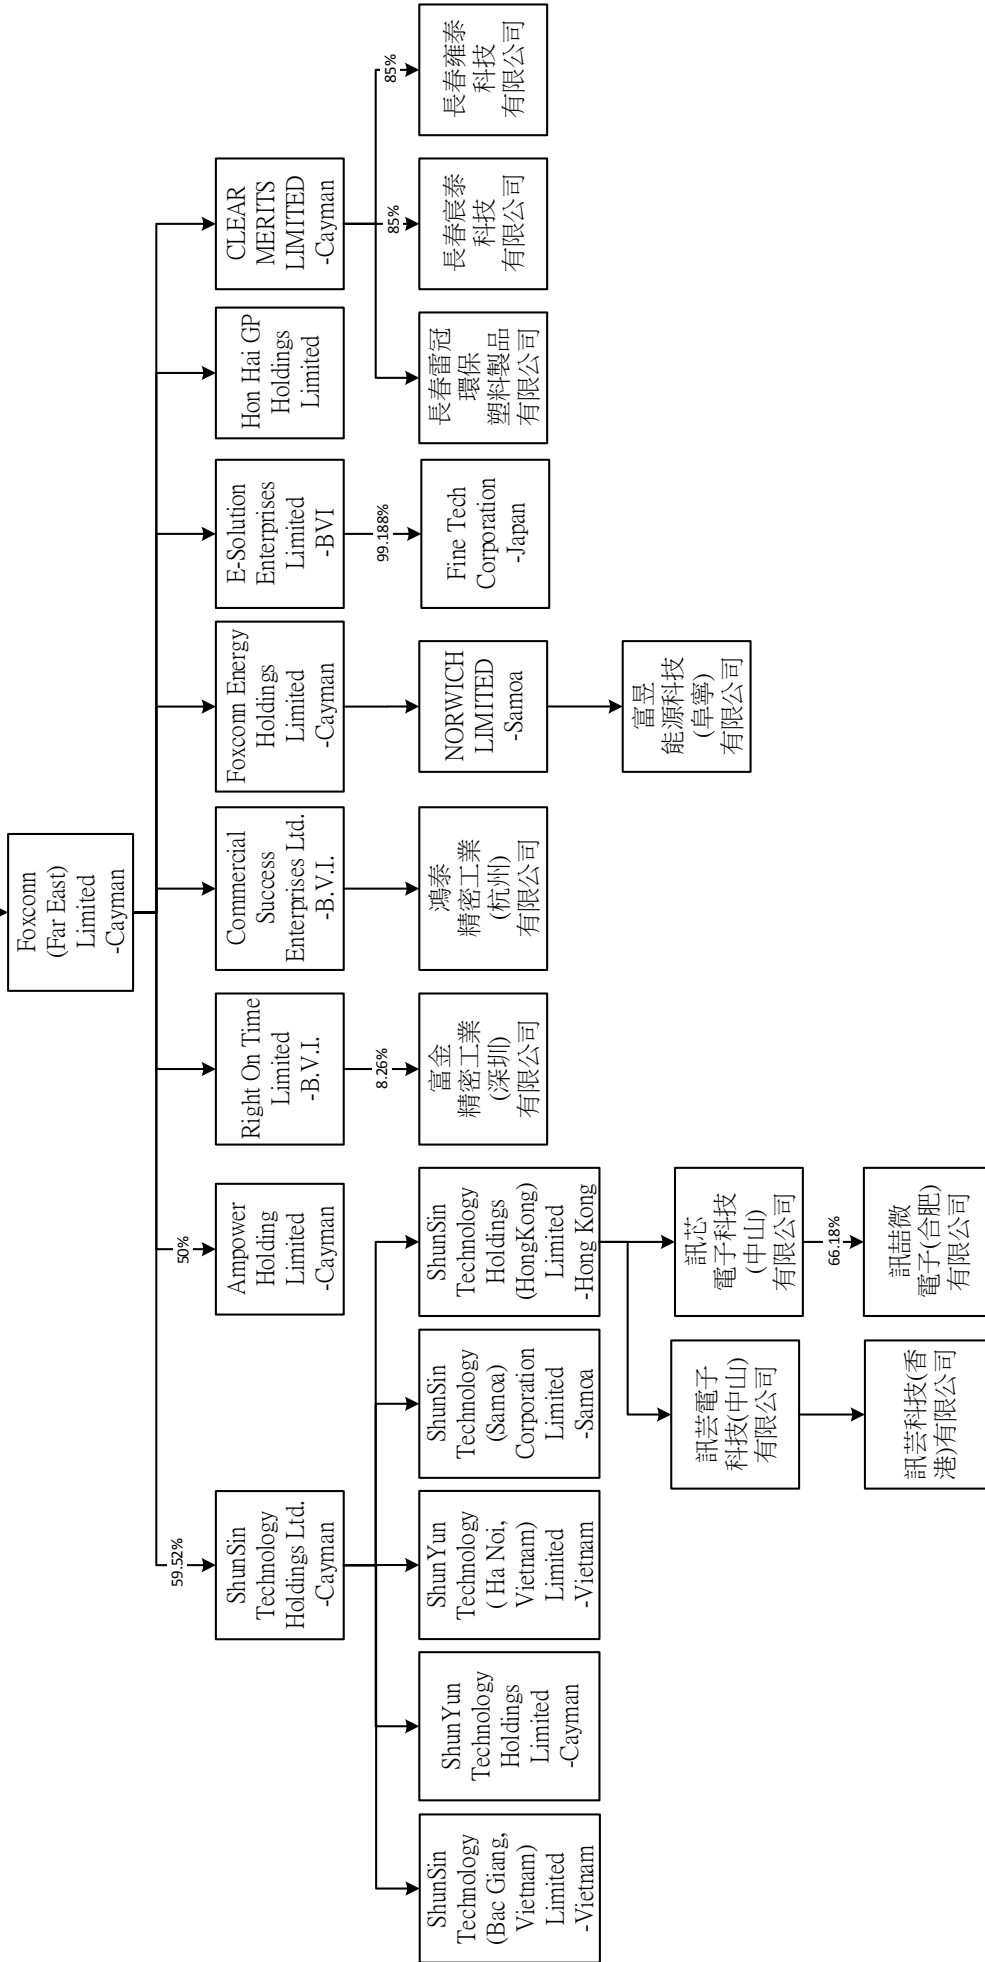 Foxconn
(Far East)
Limited
-Cayman
59.52%
50%
ShunSin
Technology
Holdings Ltd.
-Cayman
Ampower
Holding
Limited
-Cayman
Right On Time
Limited
-B.V.I.
Commercial
Success
Enterprises Ltd.
-B.V.I.
Foxcom Energy
Holdings
Limited
-Cayman
E-Solution
Enterprises
Limited
-BVI
Hon Hai GP
Holdings
Limited
CLEAR
MERITS
LIMITED
-Cayman
8.26%
99.188%
85%
85%
ShunSin
Technology
(Bac Giang,
Vietnam)
Limited
-Vietnam
ShunYun
Technology
Holdings
Limited
-Cayman
ShunYun
Technology
( Ha Noi,
Vietnam)
Limited
-Vietnam
ShunSin
Technology
(Samoa)
Corporation
Limited
-Samoa
ShunSin
Technology
Holdings
(HongKong)
Limited
-Hong Kong
富金
精密工業
(深圳)
有限公司
鴻泰
精密工業
(杭州)
有限公司
NORWICH
LIMITED
-Samoa
Fine Tech
Corporation
-Japan
長春雷冠
環保
塑料製品
有限公司
長春宸泰
科技
有限公司
長春雍泰
科技
有限公司
訊芸電子
科技(中山)
有限公司
訊芯
電子科技
(中山)
有限公司
富昱
能源科技
(阜寧)
有限公司
66.18%
訊芸科技(香
港)有限公司
訊喆微
電子(合肥)
有限公司